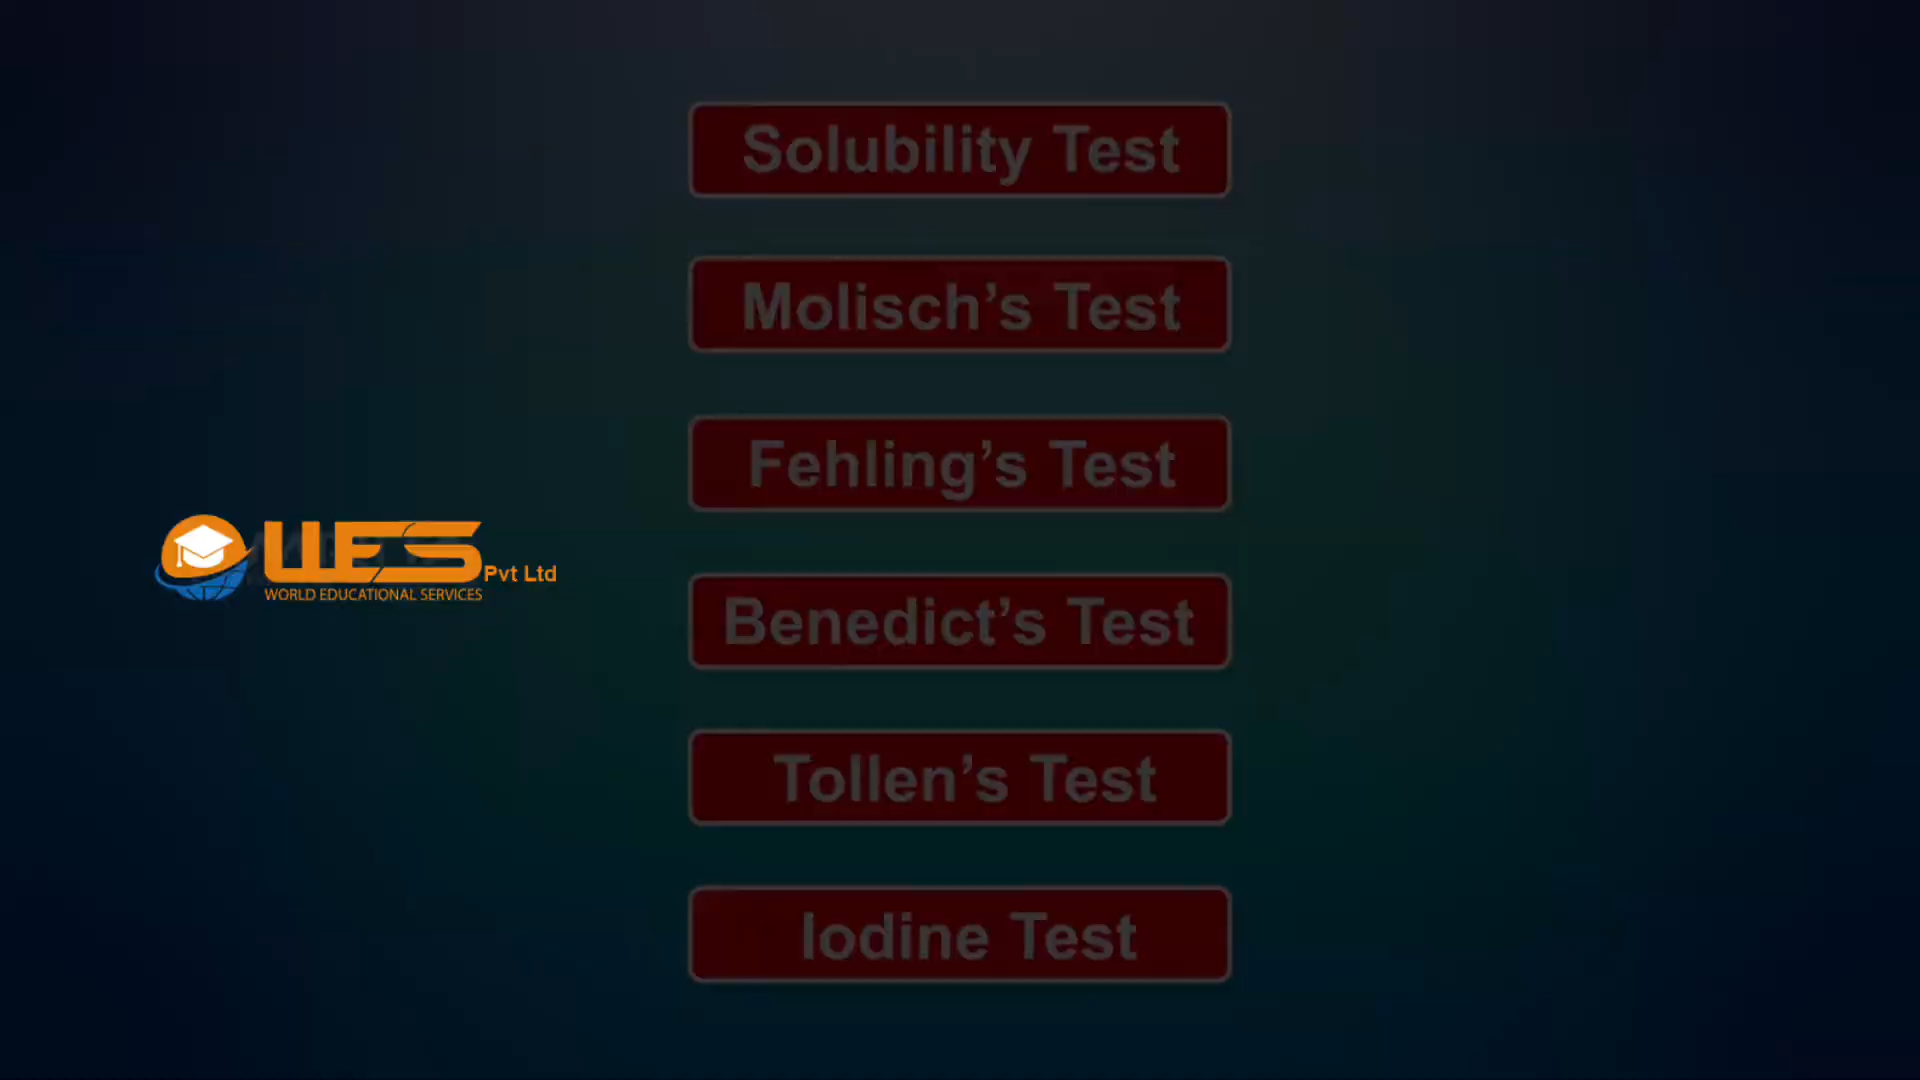 Solubility Test
Molisch’s Test
Fehling’s Test
WES Pvt Ltd
WORLD EDUCATIONAL SERVICES
Benedict’s Test
Tollen’s Test
Iodine Test